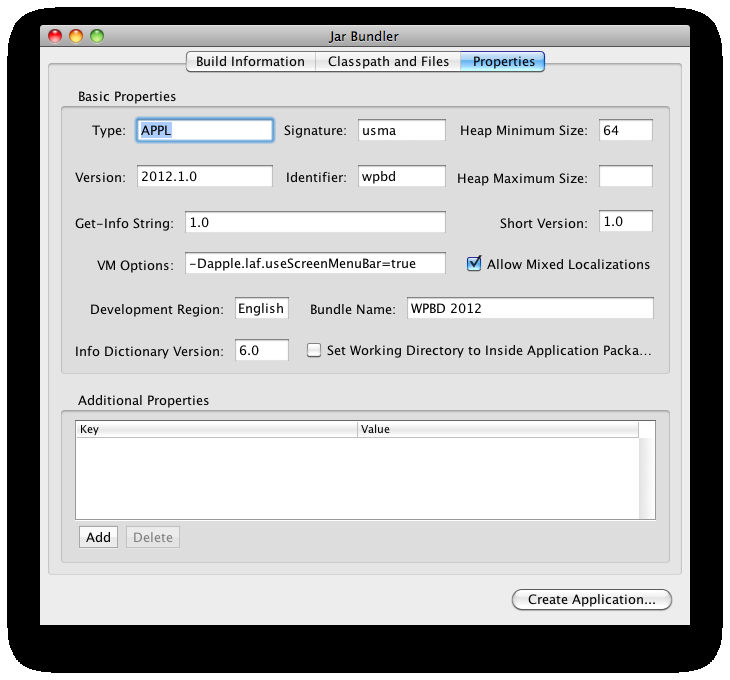 Jar Bundler
Build Information Classpath and Files Properties
Basic Properties
Type: APPL Signature: usma Heap Minimum Size: 64
Version: 2012.1.0 Identifier: wpbd Heap Maximum Size:
Get-Info String: 1.0 Short Version: 1.0
VM Options: -Dapple.laf.useScreenMenuBar=true Allow Mixed Localizations
Development Region: English Bundle Name: WPBD 2012
Info Dictionary Version: 6.0 Set Working Directory to Inside Application Packa...
Additional Properties
Key Value
Add Delete
Create Application...